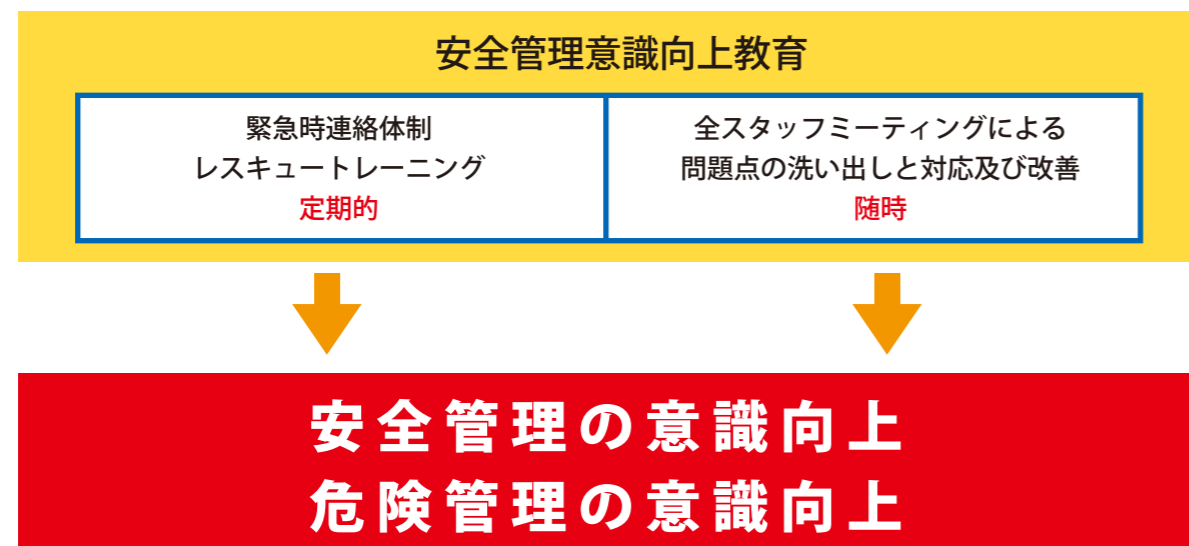 安全管理意識向上教育
緊急時連絡体制
レスキュートレーニング
定期的
全スタッフミーティングによる
問題点の洗い出しと対応及び改善
随時
安全管理の意識向上
危険管理の意識向上